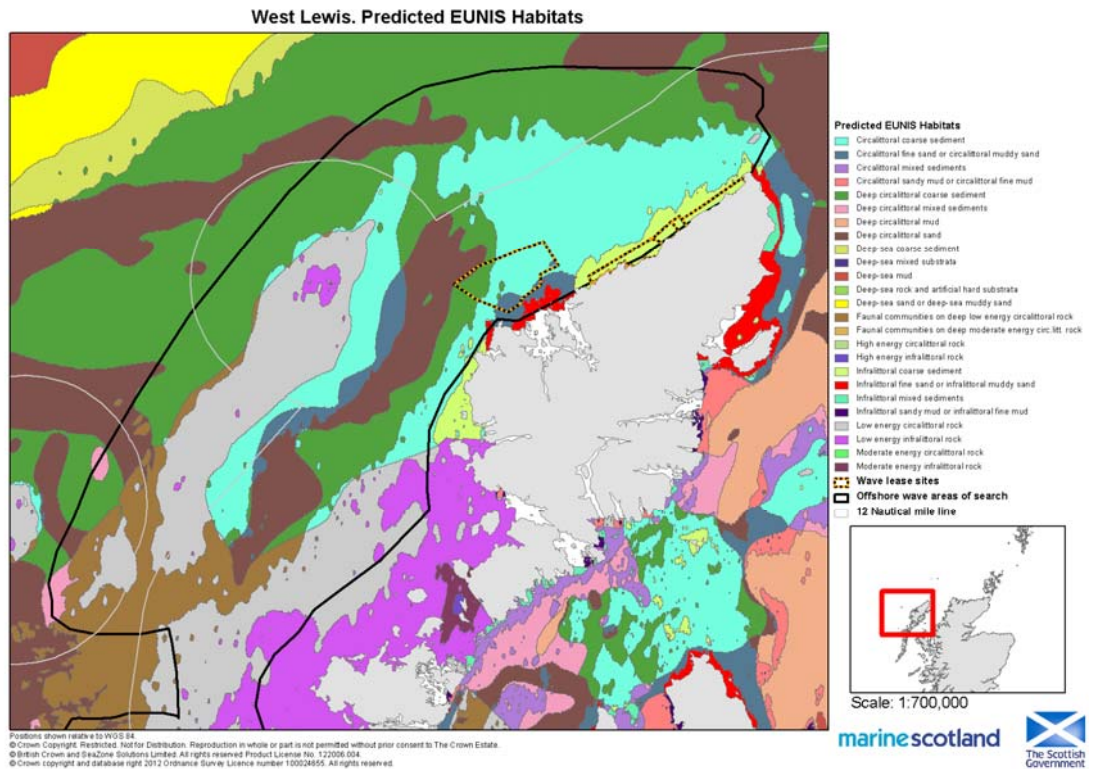 West Lewis. Predicted EUNIS Habitats
Predicted EUNIS Habitats
Circalittoral coarse sediment
Circalittoral fine sand or circalittoral muddy sand
Circalittoral mixed sediments
Circalittoral sandy mud or circalittoral fine mud
Deep circalittoral coarse sediment
Deep circalittoral mixed sediments
Deep circalittoral mud
Deep circalittoral sand
Deep-sea coarse sediment
Deep-sea mixed substrata
Deep-sea mud
Deep-sea rock and artificial hard substrata
Deep-sea sand or deep-sea muddy sand
Faunal communities on deep low energy circalittoral rock
Faunal communities on deep moderate energy circ.litt. rock
High energy circalittoral rock
High energy infralittoral rock
Infralittoral coarse sediment
Infralittoral fine sand or infralittoral muddy sand
Infralittoral mixed sediments
Infralittoral sandy mud or infralittoral fine mud
Low energy circalittoral rock
Low energy infralittoral rock
Moderate energy circalittoral rock
Moderate energy infralittoral rock
Wave lease sites
Offshore wave areas of search
12 Nautical mile line
Scale: 1:700,000
Positions shown relative to WGS 84.
© Crown Copyright. Restricted. Not for Distribution. Reproduction in whole or part is not permitted without prior consent to The Crown Estate.
© British Crown and SeaZone Solutions Limited. All rights reserved Product License No. 122006.004.
© Crown copyright and database right 2012 Ordnance Survey Licence number 100024655. All rights reserved.
marinescotland
The Scottish
Government